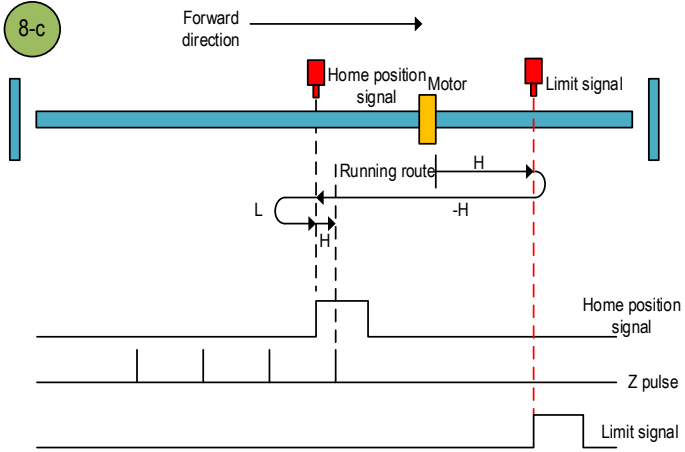 8-c
Forward
direction
Home position
signal
Motor
Limit signal
Running route
H
L
-H
H
Home position
signal
Z pulse
Limit signal